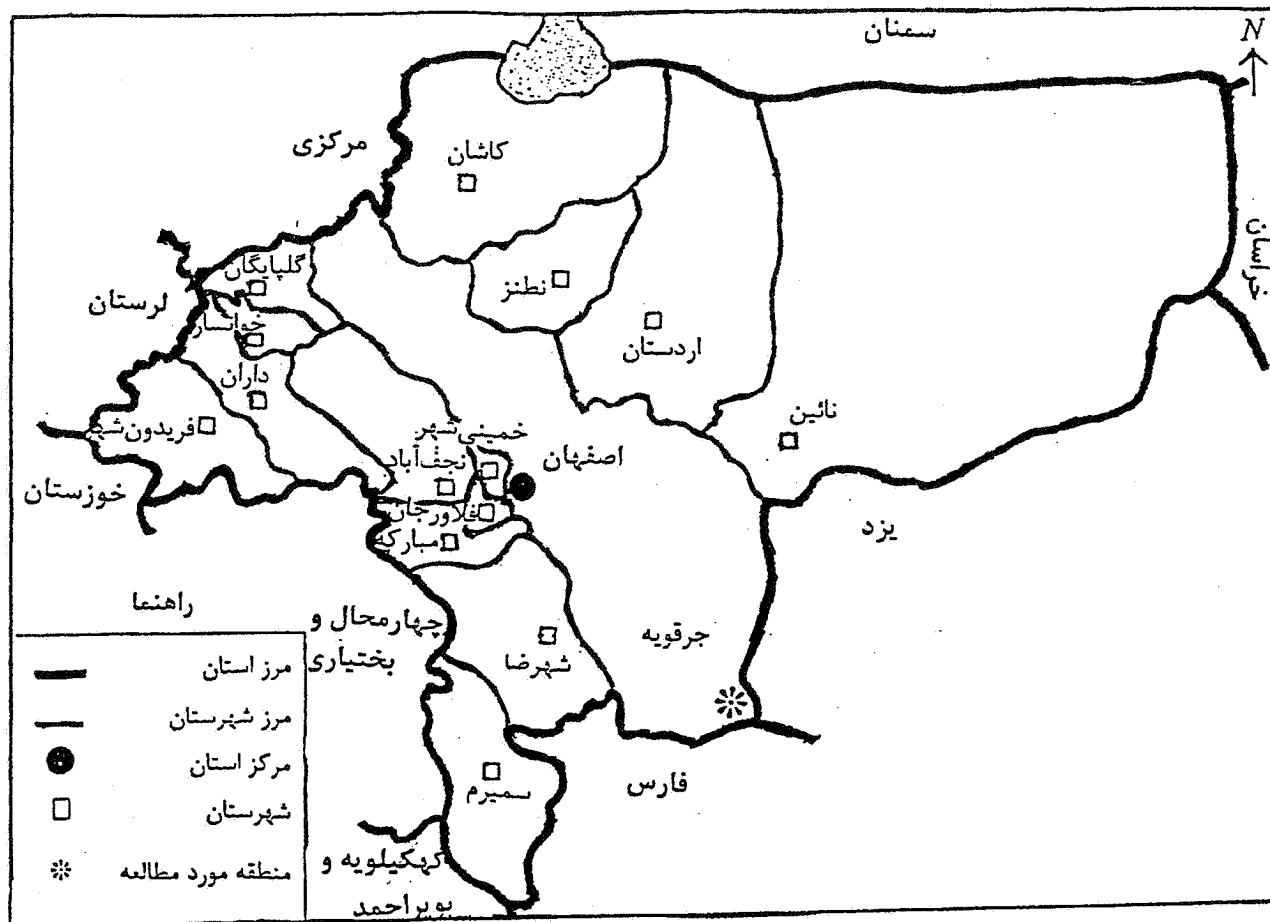 سمنان
N
مرکزی
کاشان
خراسان
گلپایگان
نطنز
لرستان
خوانسار
اردستان
داران
نائین
فریدون شهر
خمینی شهر
اصفهان
نجف آباد
خوزستان
فلاورجان
یزد
مبارکه
چهارمحال و
بختیاری
جرقویه
شهرضا
فارس
سمیرم
کهکیلویه و
بویراحمد
راهنما
مرز استان
مرز شهرستان
مرکز استان
شهرستان
منطقه مورد مطالعه